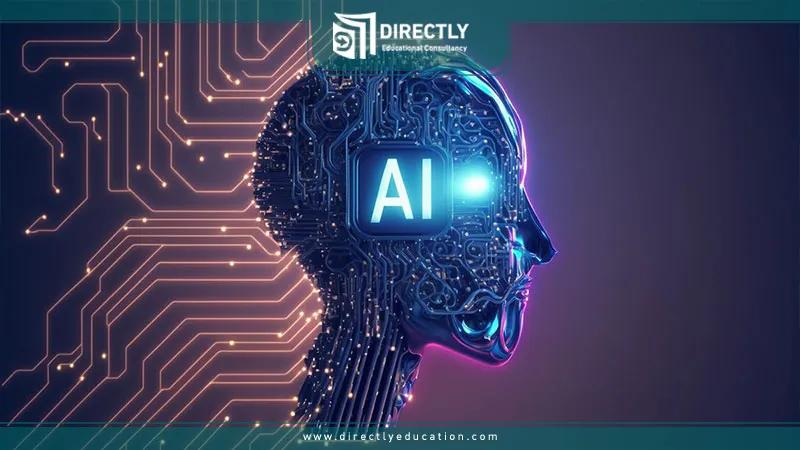 DIRECTLY
Educational Consultancy
AI
www.directlyeducation.com